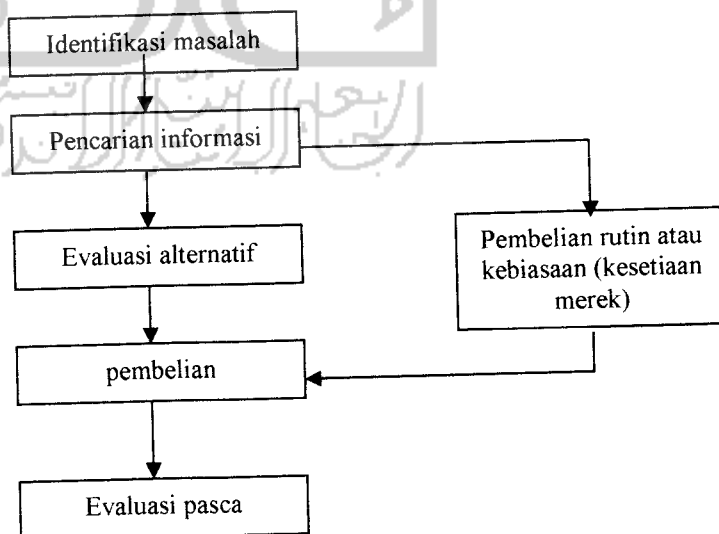 Identifikasi masalah
Pencarian informasi
Evaluasi alternatif
Pembelian rutin atau
kebiasaan (kesetiaan
merek)
pembelian
Evaluasi pasca